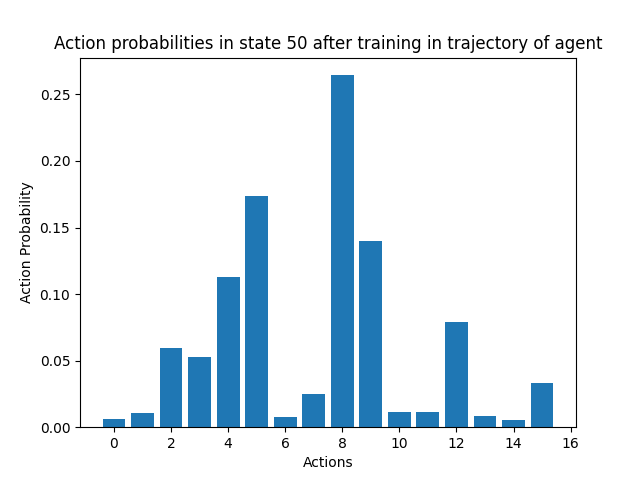 Action probabilities in state 50 after training in trajectory of agent
0.25
0.20
0.15
0.10
0.05
0.00
Action Probability
0 2 4 6 8 10 12 14 16
Actions